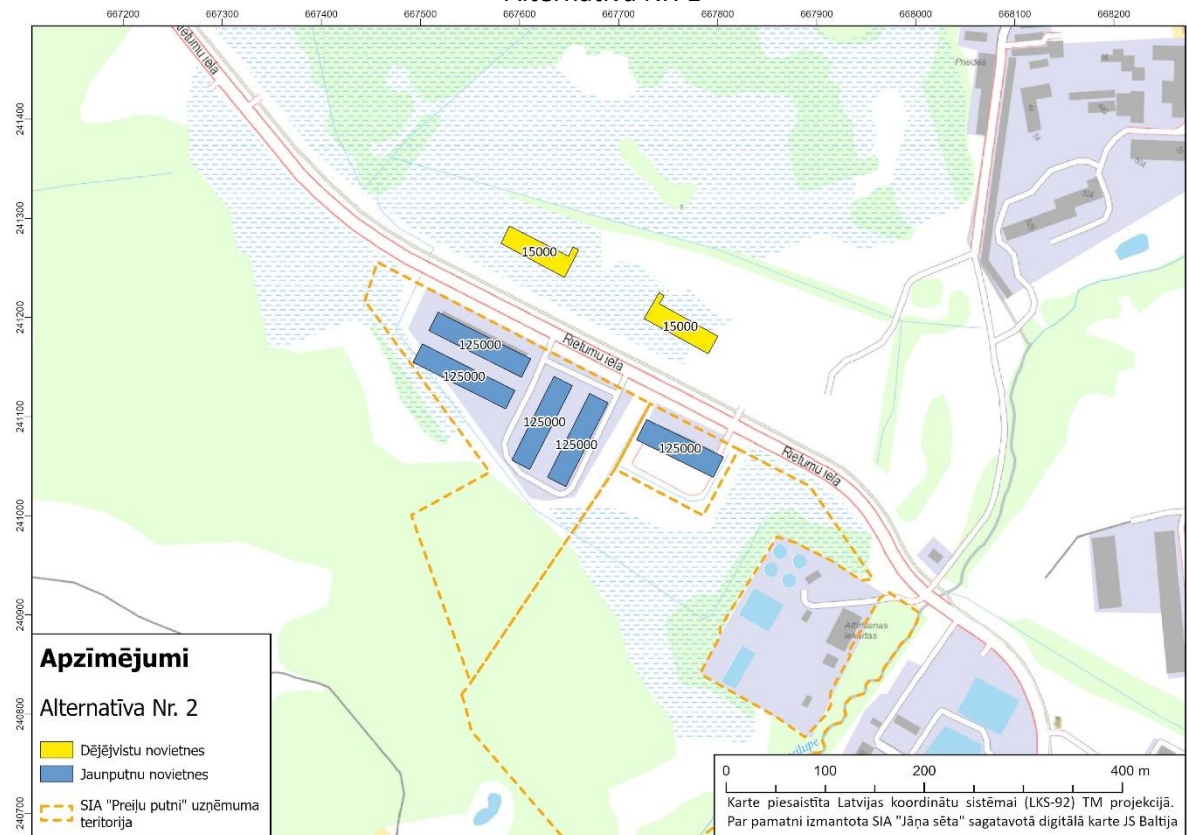 667200 667300 667400 667500 667600 667700 667800 667900 668000 668100 668200
241400
241300
241200
241100
241000
240900
240800
240700
Rietumu iela
Priedes
15000
15000
Rietumu iela
125000
125000
125000
125000
125000
Rietumu iela
Attīrīšanas
iekārtas
Apzīmējumi
Alternatīva Nr. 2
Dējējvistu novietnes
Jaunputnu novietnes
SIA "Preiļu putni" uzņēmuma
teritorija
0 100 200 400 m
Karte piesaistīta Latvijas koordinātu sistēmai (LKS-92) TM projekcijā.
Par pamatni izmantota SIA "Jāņa sēta" sagatavotā digitālā karte JS Baltija